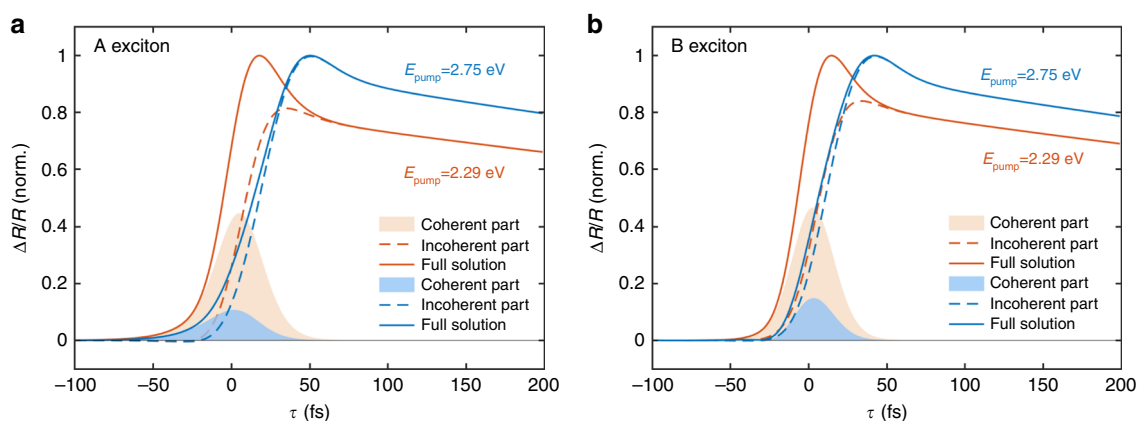 a
A exciton
1
0.8
0.6
0.4
0.2
0
ΔR/R (norm.)
E_pump=2.75 eV
E_pump=2.29 eV
Coherent part
Incoherent part
Full solution
Coherent part
Incoherent part
Full solution
−100 −50 0 50 100 150 200
τ (fs)
b
B exciton
1
0.8
0.6
0.4
0.2
0
ΔR/R (norm.)
E_pump=2.75 eV
E_pump=2.29 eV
Coherent part
Incoherent part
Full solution
Coherent part
Incoherent part
Full solution
−100 −50 0 50 100 150 200
τ (fs)